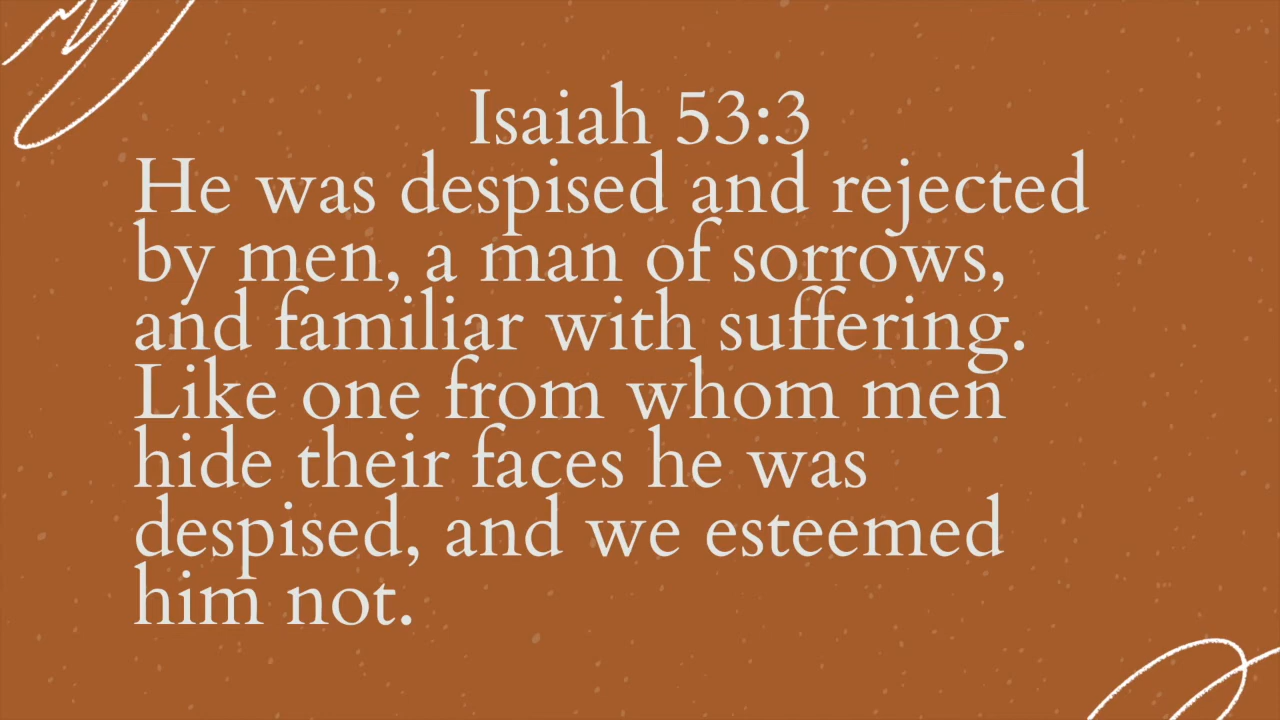 Isaiah 53:3
He was despised and rejected
by men, a man of sorrows,
and familiar with suffering.
Like one from whom men
hide their faces he was
despised, and we esteemed
him not.